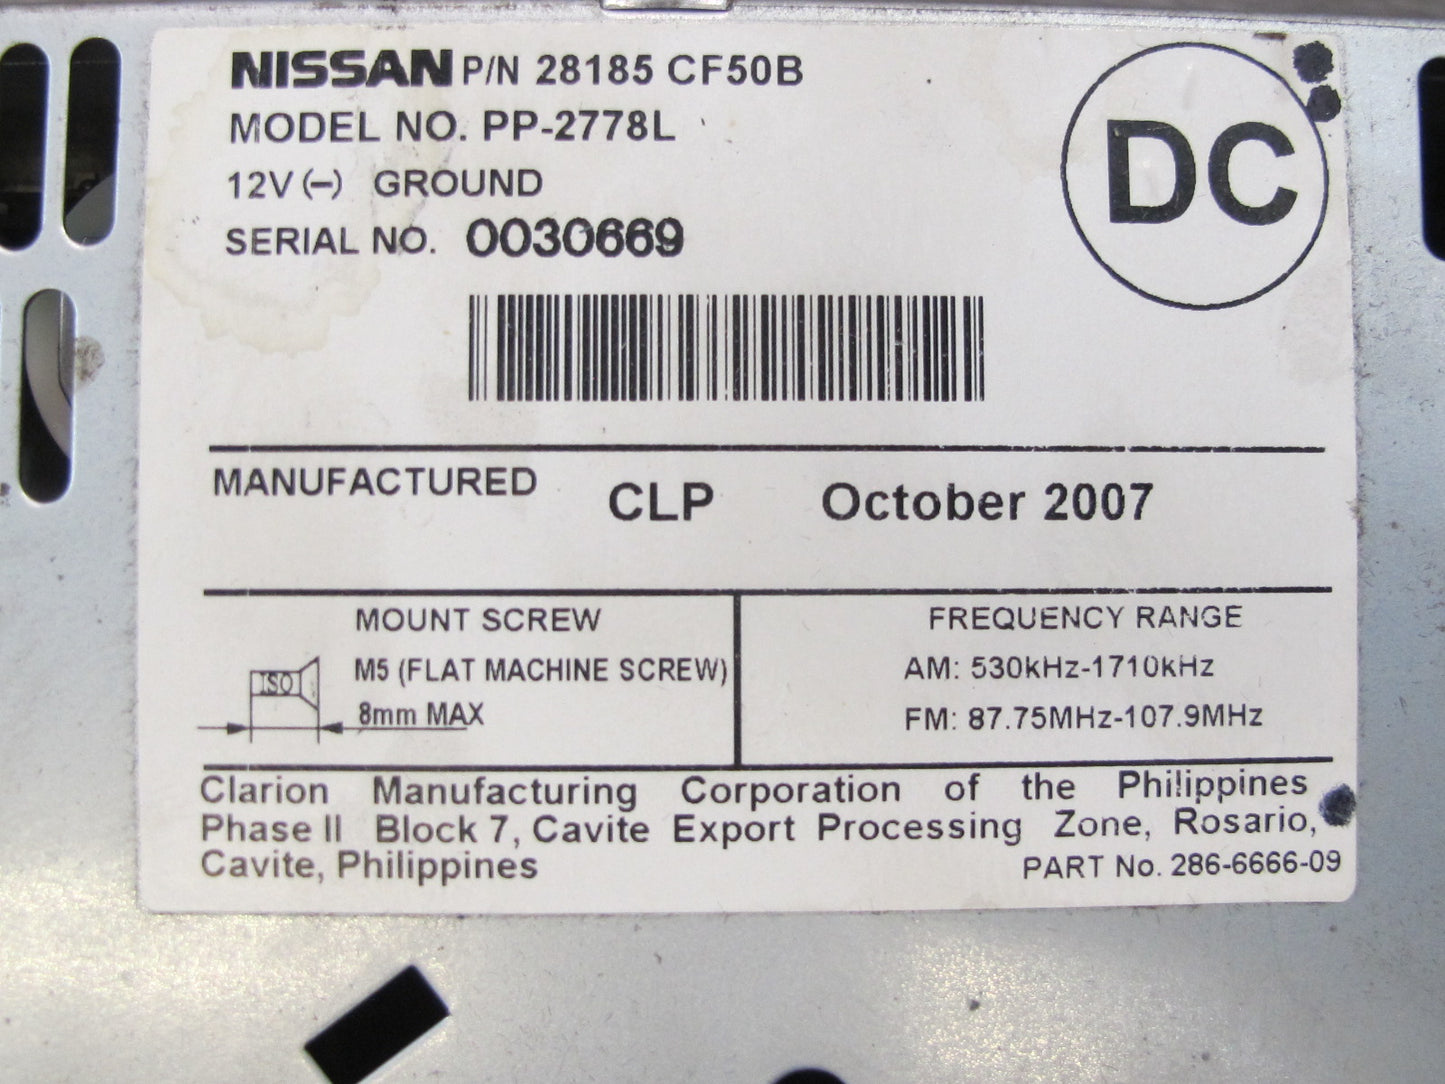 NISSAN P/N 28185 CF50B
MODEL NO. PP-2778L
12V (–) GROUND
SERIAL NO. 0030669
DC
MANUFACTURED CLP October 2007
MOUNT SCREW
ISO M5 (FLAT MACHINE SCREW)
8mm MAX
FREQUENCY RANGE
AM: 530kHz-1710kHz
FM: 87.75MHz-107.9MHz
Clarion Manufacturing Corporation of the Philippines
Phase II Block 7, Cavite Export Processing Zone, Rosario,
Cavite, Philippines
PART No. 286-6666-09